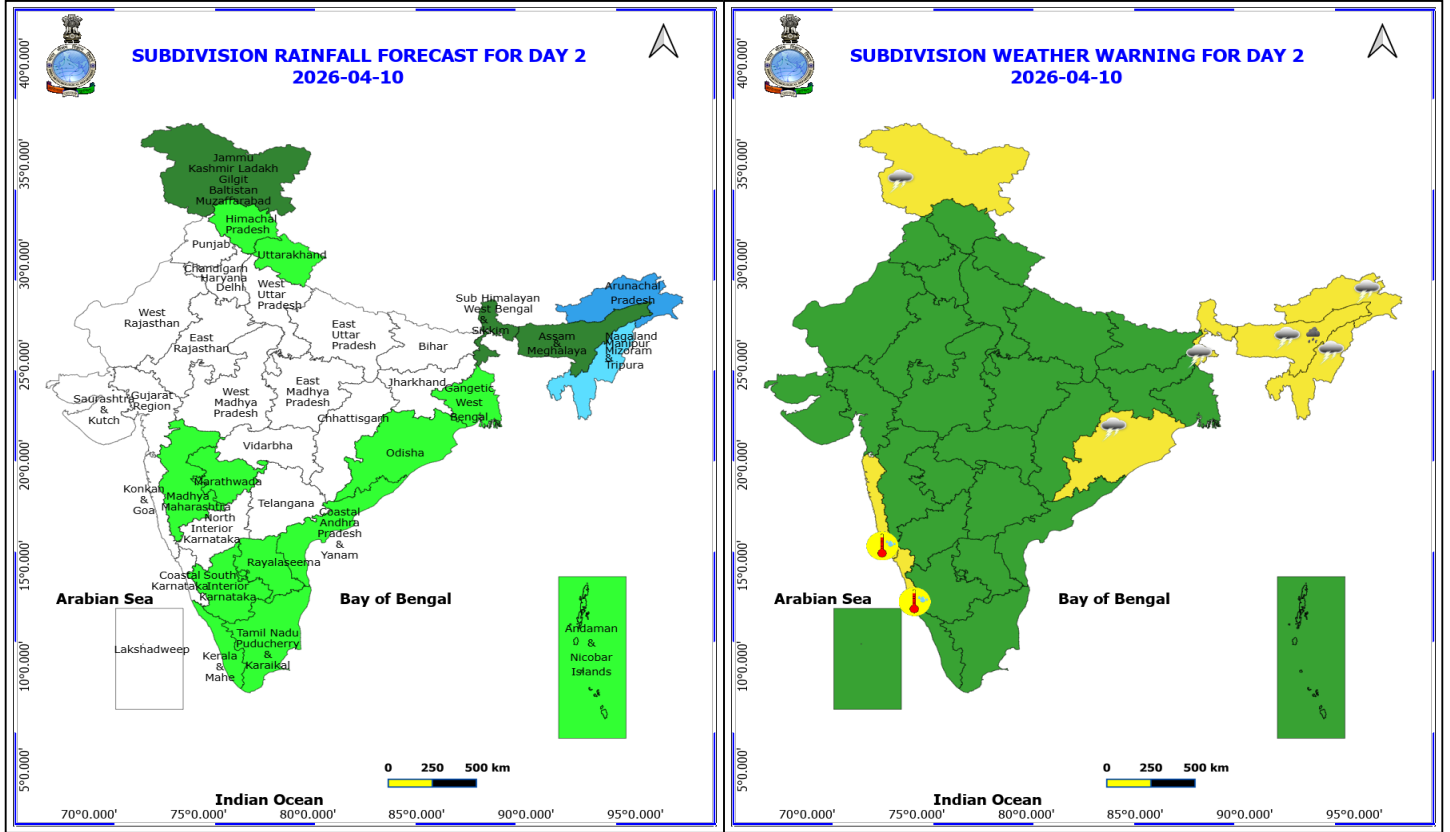 SUBDIVISION RAINFALL FORECAST FOR DAY 2
2026-04-10
40°0.000'
35°0.000'
30°0.000'
25°0.000'
20°0.000'
15°0.000'
10°0.000'
5°0.000'
Jammu
Kashmir Ladakh
Gilgit
Baltistan
Muzaffarabad
Himachal
Pradesh
Punjab
Uttarakhand
Chandigarh
Haryana
Delhi
West
Uttar
Pradesh
West
Rajasthan
East
Rajasthan
East
Uttar
Pradesh
Bihar
Sub Himalayan
West Bengal
&
Sikkim
Arunachal
Pradesh
Assam
&
Meghalaya
Nagaland
Manipur
Mizoram
&
Tripura
Jharkhand
Gangetic
West
Bengal
Saurashtra
&
Kutch
Gujarat
Region
West
Madhya
Pradesh
East
Madhya
Pradesh
Chhattisgarh
Odisha
Vidarbha
Marathwada
Madhya
Maharashtra
Konkan
&
Goa
Telangana
North
Interior
Karnataka
Coastal
Andhra
Pradesh
&
Yanam
Rayalaseema
Coastal
Karnataka
South
Interior
Karnataka
Arabian Sea
Bay of Bengal
Lakshadweep
Kerala
&
Mahe
Tamil Nadu
Puducherry
&
Karaikal
Andaman
&
Nicobar
Islands
0 250 500 km
Indian Ocean
70°0.000' 75°0.000' 80°0.000' 85°0.000' 90°0.000' 95°0.000'
SUBDIVISION WEATHER WARNING FOR DAY 2
2026-04-10
40°0.000'
35°0.000'
30°0.000'
25°0.000'
20°0.000'
15°0.000'
10°0.000'
5°0.000'
Arabian Sea
Bay of Bengal
0 250 500 km
Indian Ocean
70°0.000' 75°0.000' 80°0.000' 85°0.000' 90°0.000' 95°0.000'